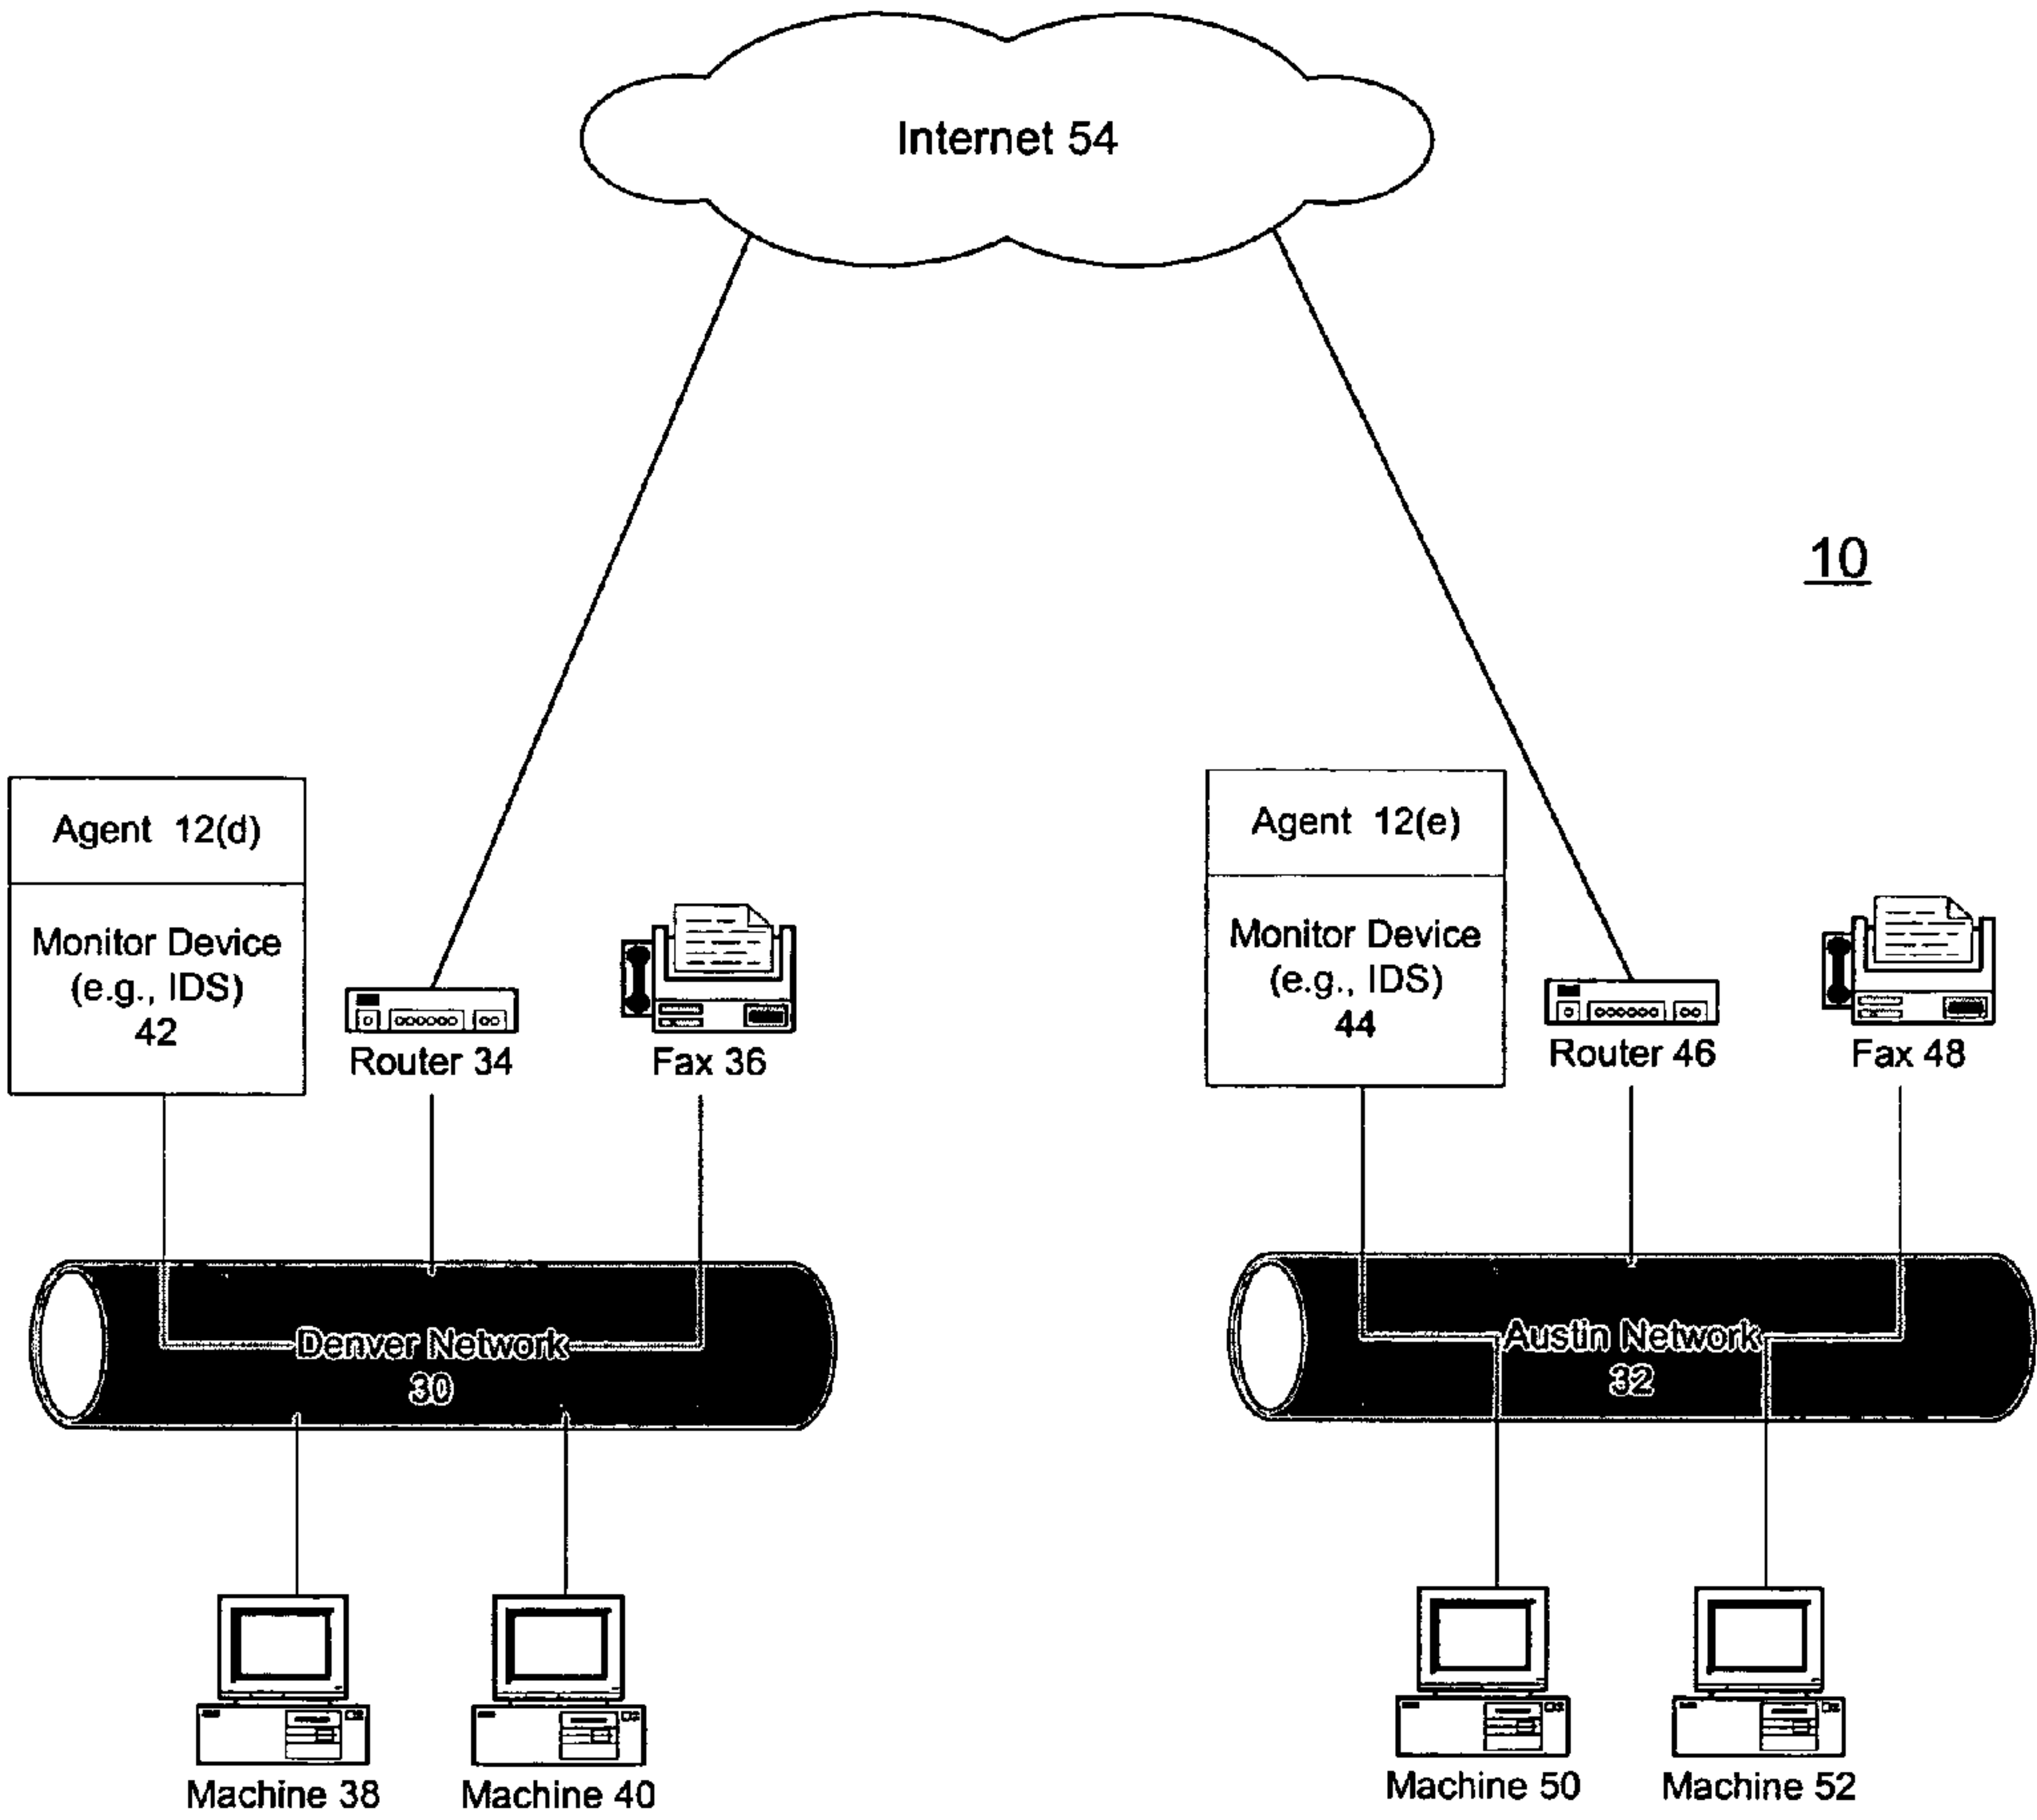 Internet 54
10
Agent 12(d)
Monitor Device
(e.g., IDS)
42
Router 34
Fax 36
Agent 12(e)
Monitor Device
(e.g., IDS)
44
Router 46
Fax 48
Denver Network
30
Austin Network
32
Machine 38
Machine 40
Machine 50
Machine 52